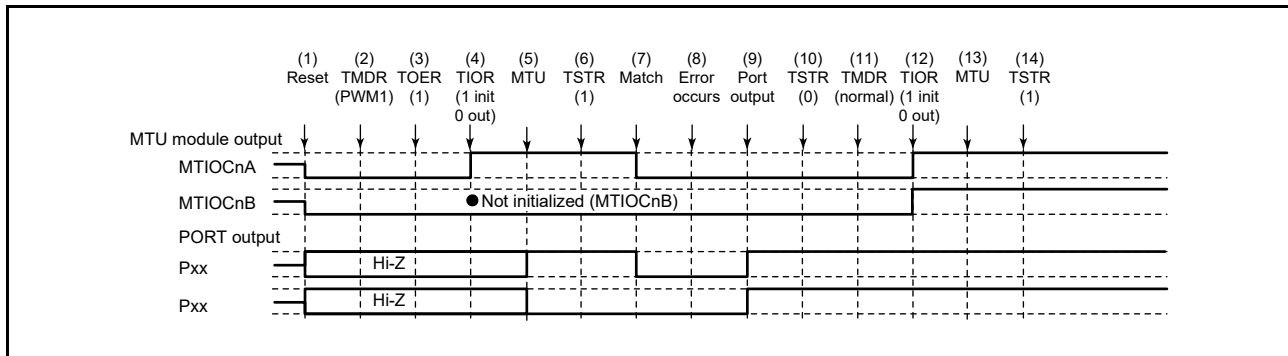 (1) (2) (3) (4) (5) (6) (7) (8) (9) (10) (11) (12) (13) (14)
Reset TMDR TOER TIOR MTU TSTR Match Error Port TSTR TMDR TIOR MTU TSTR
(PWM1) (1) (1 init (1) occurs output (0) (normal) (1 init (1)
0 out) 0 out)
MTU module output
MTIOCnA
MTIOCnB ● Not initialized (MTIOCnB)
PORT output
Pxx Hi-Z
Pxx Hi-Z